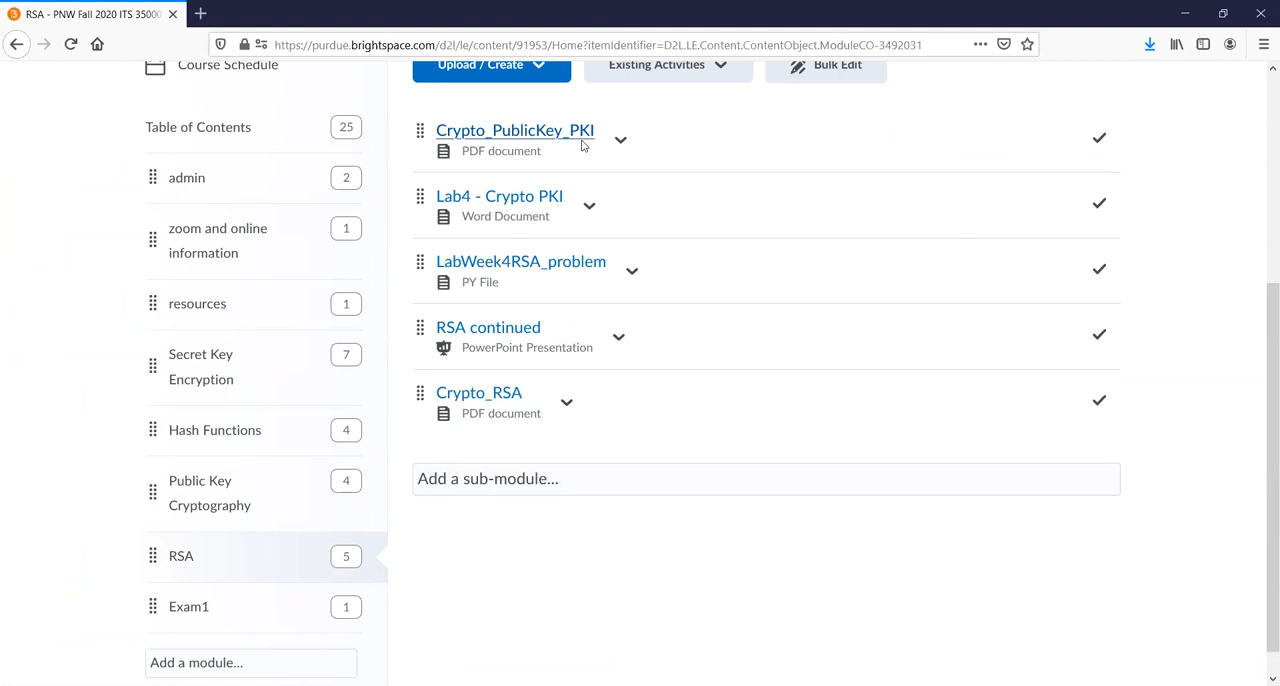 RSA - PNW Fall 2020 ITS 35000
https://purdue.brightspace.com/d2l/le/content/91953/Home?itemIdentifier=D2L.LE.Content.ContentObject.ModuleCO-3492031
Course Schedule
Upload / Create
Existing Activities
Bulk Edit
Table of Contents 25
admin 2
zoom and online 1
information
resources 1
Secret Key 7
Encryption
Hash Functions 4
Public Key 4
Cryptography
RSA 5
Exam1 1
Add a module...
Crypto_PublicKey_PKI
PDF document
Lab4 - Crypto PKI
Word Document
LabWeek4RSA_problem
PY File
RSA continued
PowerPoint Presentation
Crypto_RSA
PDF document
Add a sub-module...